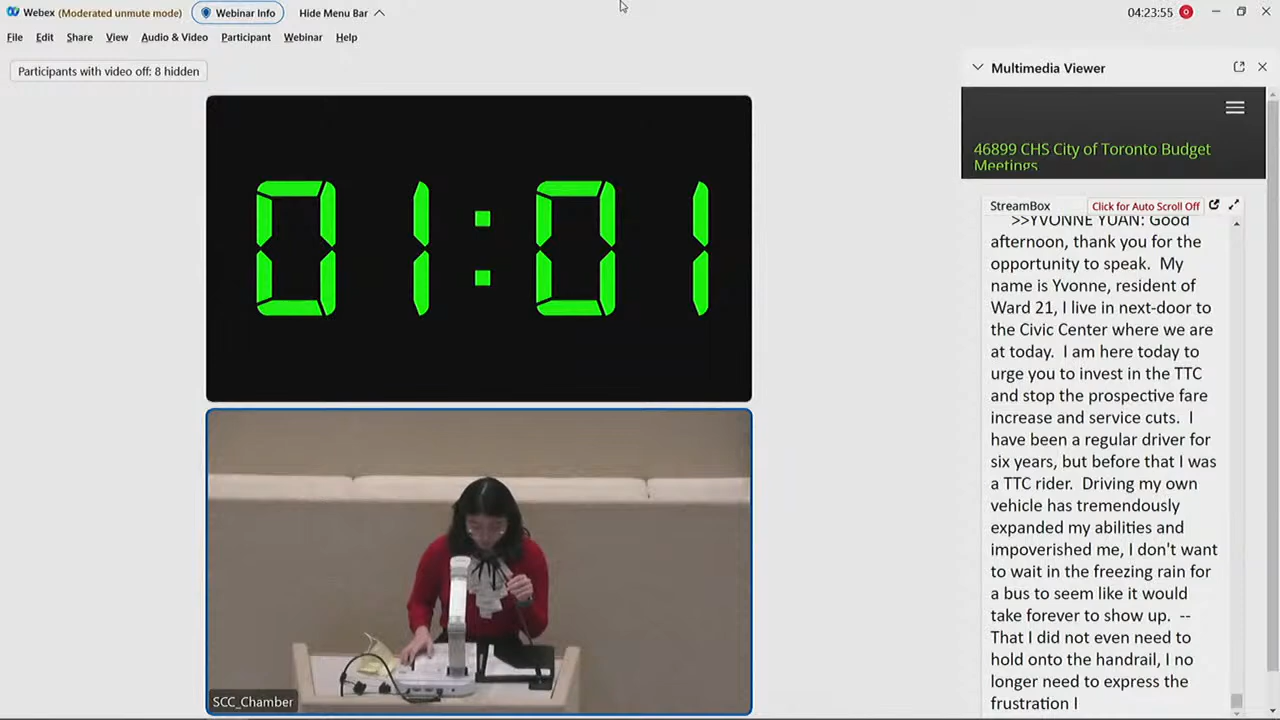 Webex (Moderated unmute mode) Webinar Info Hide Menu Bar 04:23:55
File Edit Share View Audio & Video Participant Webinar Help
Participants with video off: 8 hidden
Multimedia Viewer
46899 CHS City of Toronto Budget
Meetings
01:01
StreamBox Click for Auto Scroll Off
>>YVONNE YUAN: Good
afternoon, thank you for the
opportunity to speak. My
name is Yvonne, resident of
Ward 21, I live in next-door to
the Civic Center where we are
at today. I am here today to
urge you to invest in the TTC
and stop the prospective fare
increase and service cuts. I
have been a regular driver for
six years, but before that I was
a TTC rider. Driving my own
vehicle has tremendously
expanded my abilities and
impoverished me, I don't want
to wait in the freezing rain for
a bus to seem like it would
take forever to show up. --
That I did not even need to
hold onto the handrail, I no
longer need to express the
frustration I
SCC_Chamber